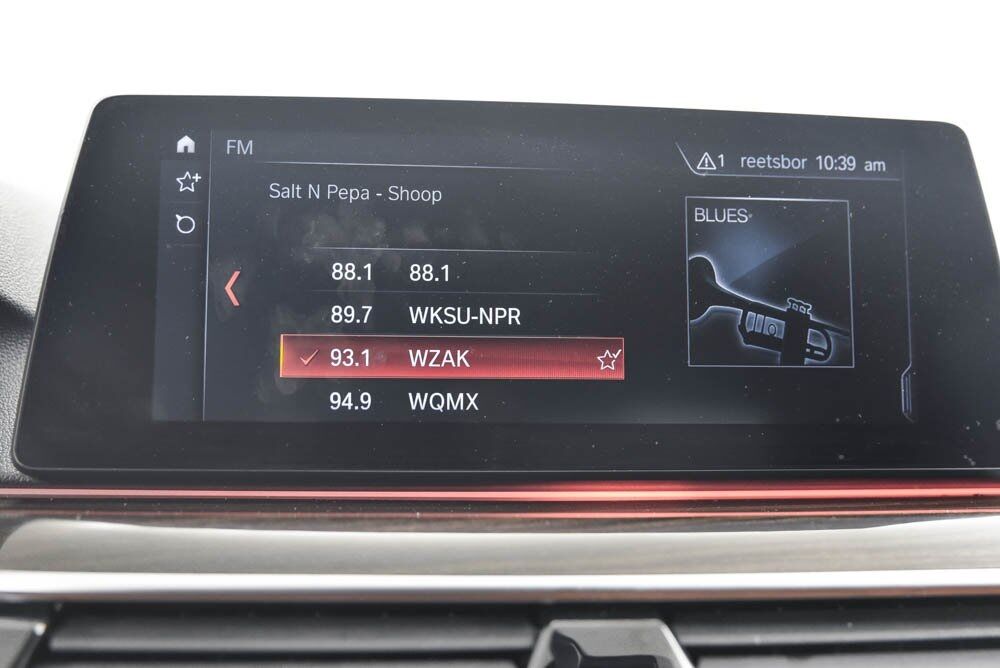 FM
1 reetsbor 10:39 am
Salt N Pepa - Shoop
BLUES
88.1 88.1
89.7 WKSU-NPR
93.1 WZAK
94.9 WQMX